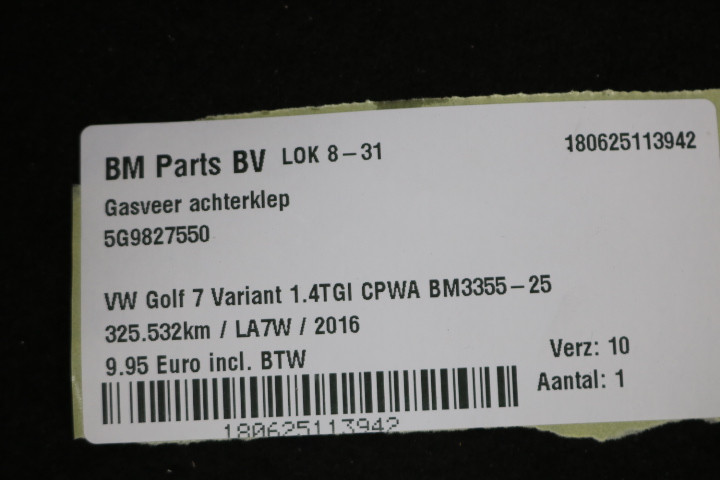 BM Parts BV LOK 8-31 180625113942
Gasveer achterklep
5G9827550
VW Golf 7 Variant 1.4TGI CPWA BM3355-25
325.532km / LA7W / 2016
9.95 Euro incl. BTW
Verz: 10
Aantal: 1
180625113942